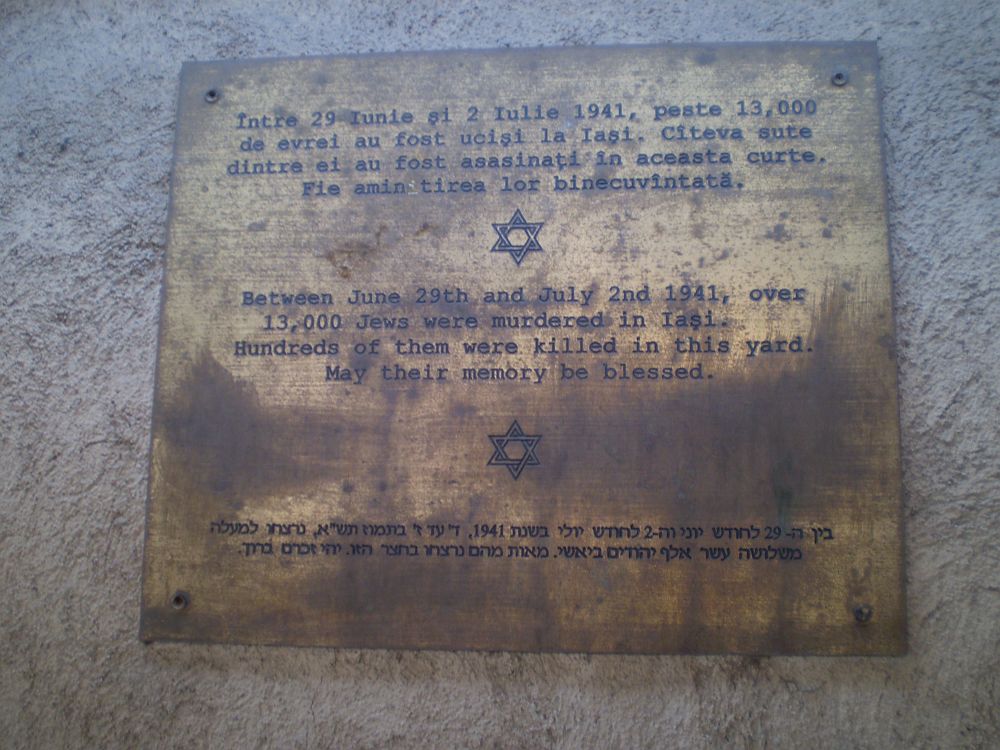 Între 29 Iunie şi 2 Iulie 1941, peste 13,000
de evrei au fost ucişi la Iaşi. Cîteva sute
dintre ei au fost asasinaţi în aceasta curte.
Fie amintirea lor binecuvîntată.
Between June 29th and July 2nd 1941, over
13,000 Jews were murdered in Iaşi.
Hundreds of them were killed in this yard.
May their memory be blessed.
בין ה- 29 לחודש יוני וה-2 לחודש יולי בשנת 1941, ד' עד ז' בתמוז תש"א, נרצחו למעלה
משלושה עשר אלף יהודים ביאשי. מאות מהם נרצחו בחצר הזו. יהי זכרם ברוך.